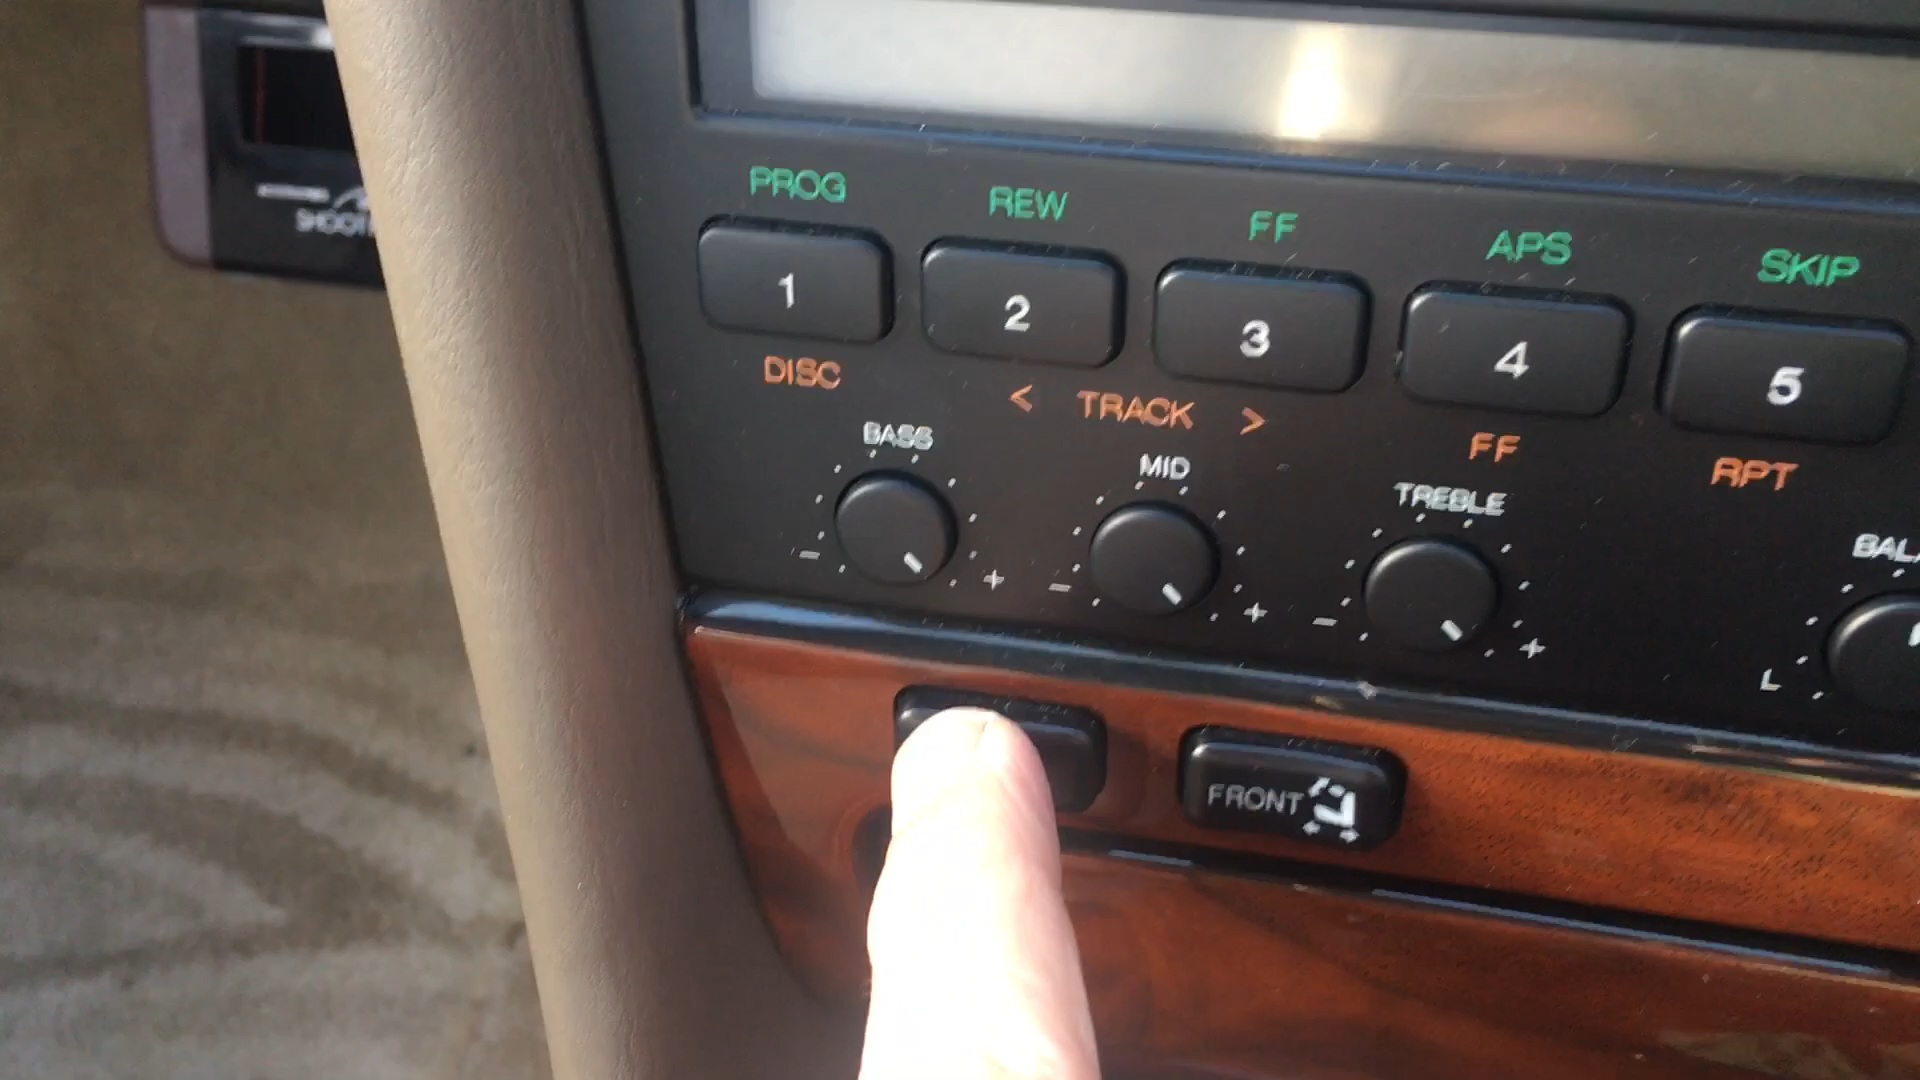 PROG REW FF APS SKIP
1 2 3 4 5
DISC < TRACK > FF RPT
BASS MID TREBLE
- + - + - +
L
FRONT